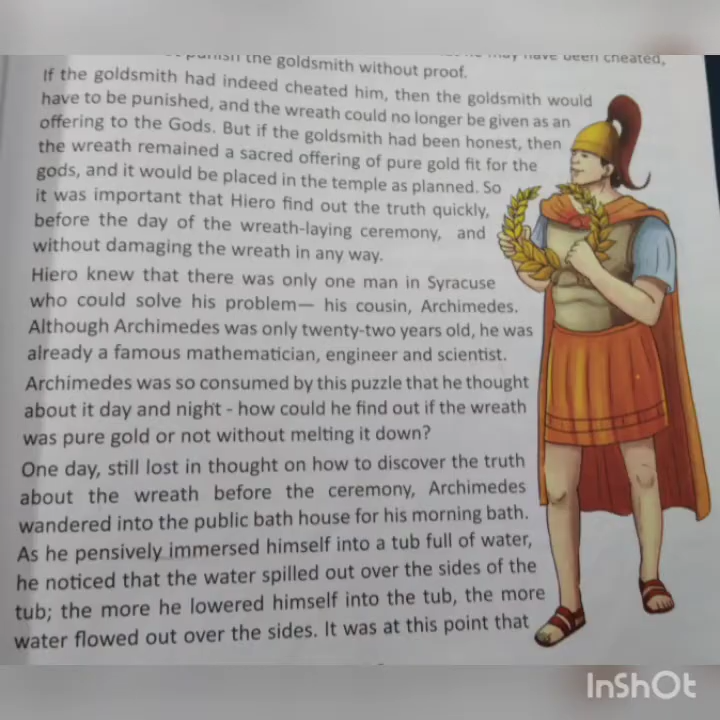 punish the goldsmith without proof.
may have been cheated,
If the goldsmith had indeed cheated him, then the goldsmith would
have to be punished, and the wreath could no longer be given as an
offering to the Gods. But if the goldsmith had been honest, then
the wreath remained a sacred offering of pure gold fit for the
gods, and it would be placed in the temple as planned. So
it was important that Hiero find out the truth quickly,
before the day of the wreath-laying ceremony, and
without damaging the wreath in any way.
Hiero knew that there was only one man in Syracuse
who could solve his problem— his cousin, Archimedes.
Although Archimedes was only twenty-two years old, he was
already a famous mathematician, engineer and scientist.
Archimedes was so consumed by this puzzle that he thought
about it day and night - how could he find out if the wreath
was pure gold or not without melting it down?
One day, still lost in thought on how to discover the truth
about the wreath before the ceremony, Archimedes
wandered into the public bath house for his morning bath.
As he pensively immersed himself into a tub full of water,
he noticed that the water spilled out over the sides of the
tub; the more he lowered himself into the tub, the more
water flowed out over the sides. It was at this point that
InShOt